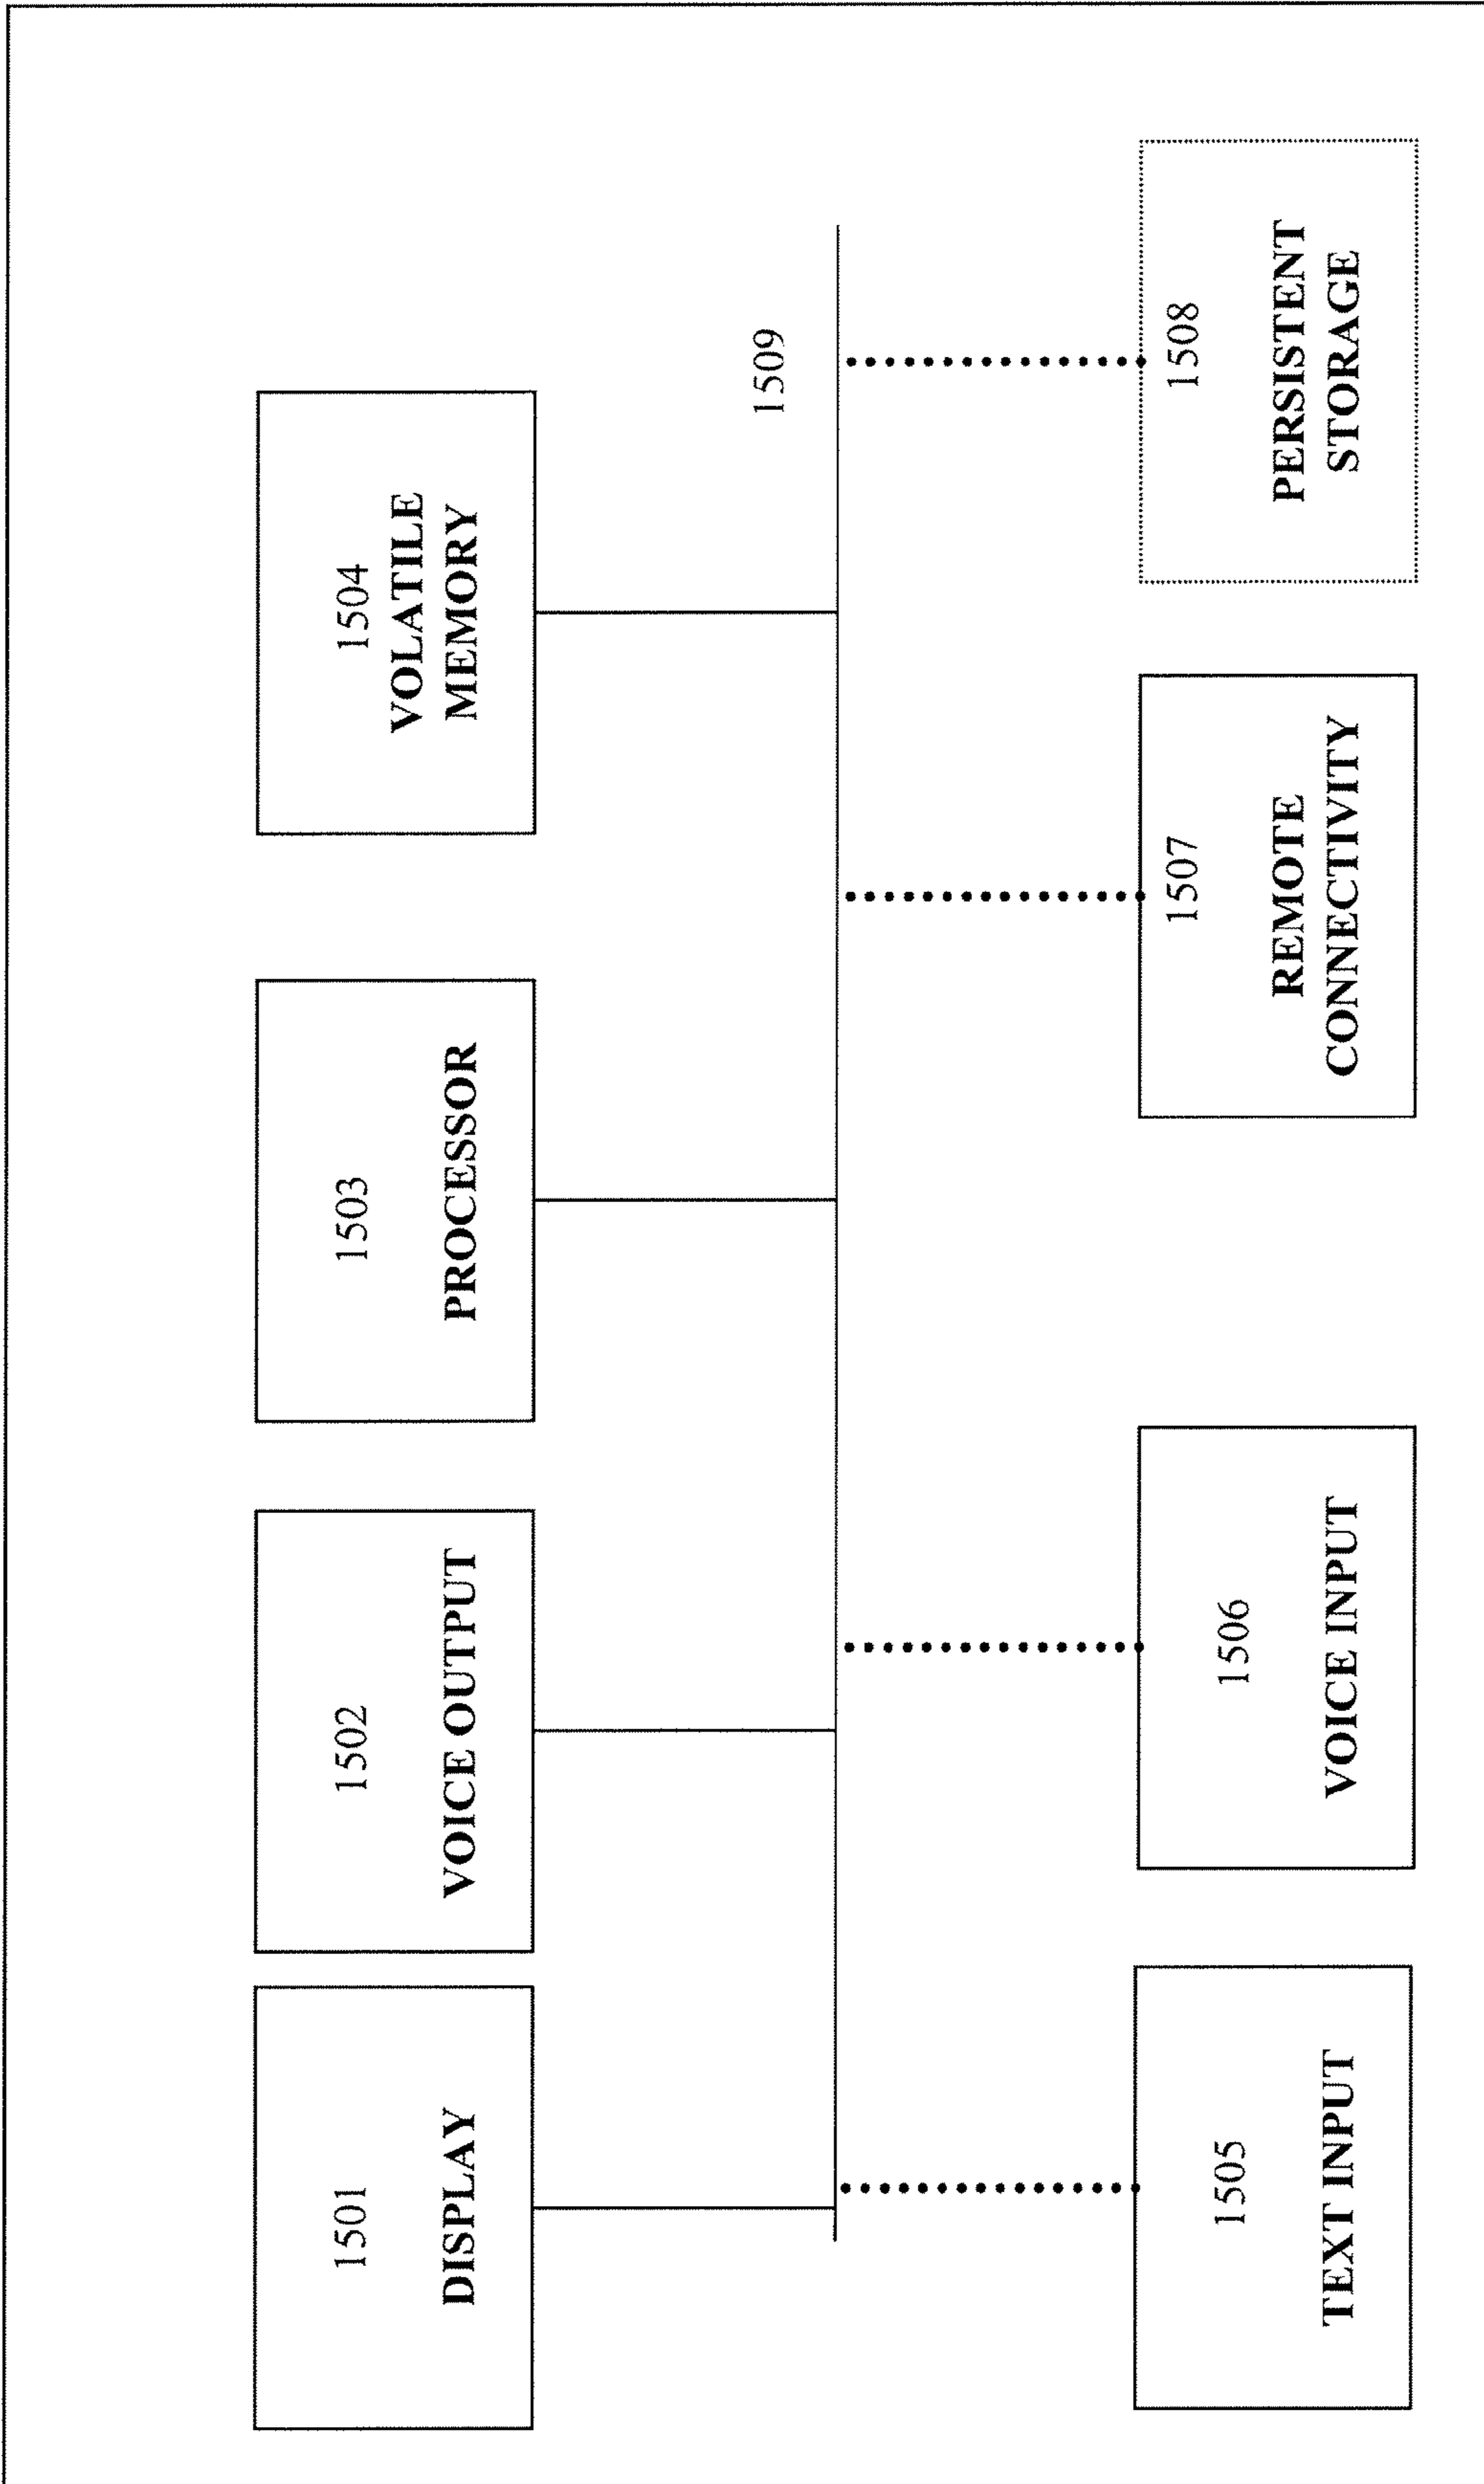 1501
DISPLAY
1502
VOICE OUTPUT
1503
PROCESSOR
1504
VOLATILE
MEMORY
1509
1505
TEXT INPUT
1506
VOICE INPUT
1507
REMOTE
CONNECTIVITY
1508
PERSISTENT
STORAGE